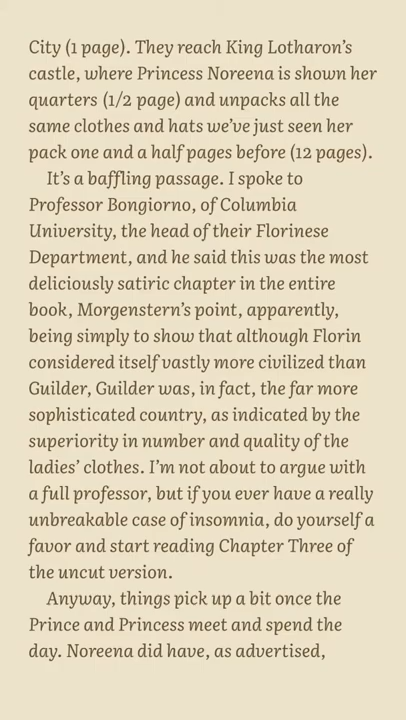 City (1 page). They reach King Lotharon’s
castle, where Princess Noreena is shown her
quarters (1/2 page) and unpacks all the
same clothes and hats we’ve just seen her
pack one and a half pages before (12 pages).
It’s a baffling passage. I spoke to
Professor Bongiorno, of Columbia
University, the head of their Florinese
Department, and he said this was the most
deliciously satiric chapter in the entire
book, Morgenstern’s point, apparently,
being simply to show that although Florin
considered itself vastly more civilized than
Guilder, Guilder was, in fact, the far more
sophisticated country, as indicated by the
superiority in number and quality of the
ladies’ clothes. I’m not about to argue with
a full professor, but if you ever have a really
unbreakable case of insomnia, do yourself a
favor and start reading Chapter Three of
the uncut version.
Anyway, things pick up a bit once the
Prince and Princess meet and spend the
day. Noreena did have, as advertised,